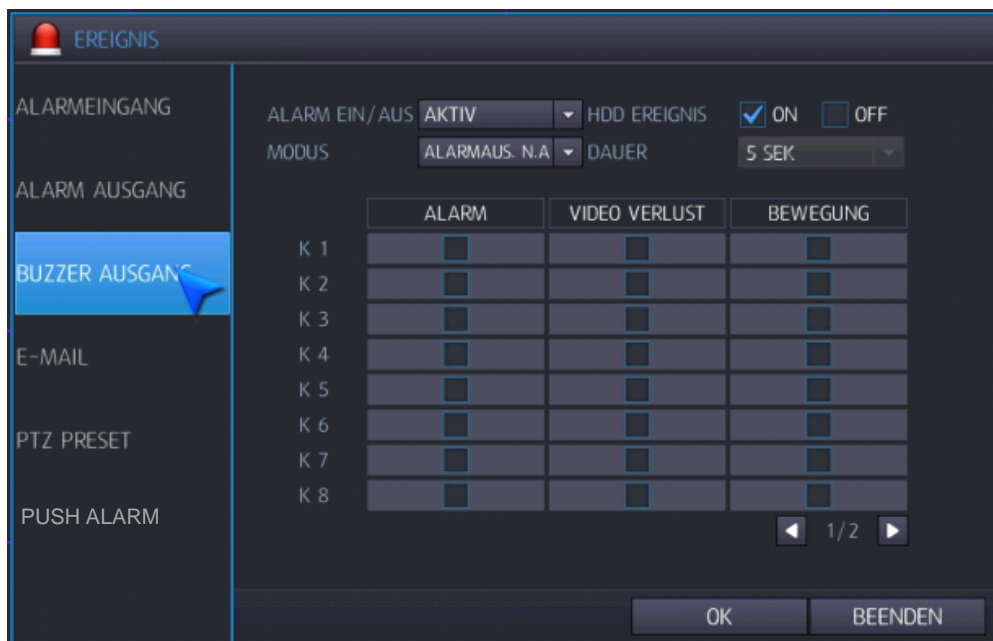 EREIGNIS
ALARMEINGANG
ALARM AUSGANG
BUZZER AUSGANG
E-MAIL
PTZ PRESET
PUSH ALARM
ALARM EIN/AUS AKTIV HDD EREIGNIS ON OFF
MODUS ALARMAUS. N.A DAUER 5 SEK
ALARM VIDEO VERLUST BEWEGUNG
K 1
K 2
K 3
K 4
K 5
K 6
K 7
K 8
1/2
OK BEENDEN